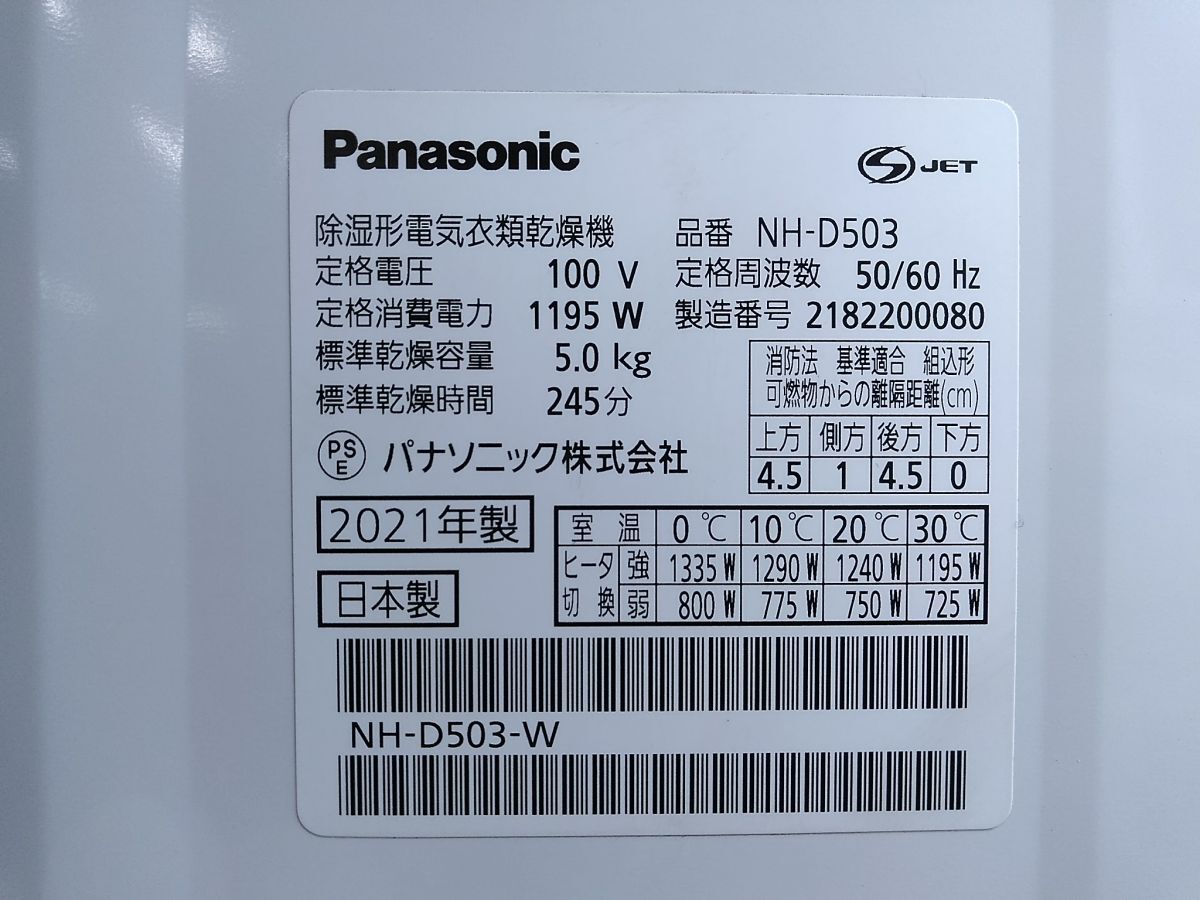 Panasonic
S JET
除湿形電気衣類乾燥機 品番 NH-D503
定格電圧 100 V 定格周波数 50/60 Hz
定格消費電力 1195 W 製造番号 2182200080
標準乾燥容量 5.0 kg
標準乾燥時間 245分
消防法 基準適合 組込形
可燃物からの離隔距離(cm)
上方 側方 後方 下方
4.5 1 4.5 0
PS E パナソニック株式会社
2021年製
日本製
室温 0℃ 10℃ 20℃ 30℃
ヒータ 強 1335 W 1290 W 1240 W 1195 W
切換 弱 800 W 775 W 750 W 725 W
NH-D503-W